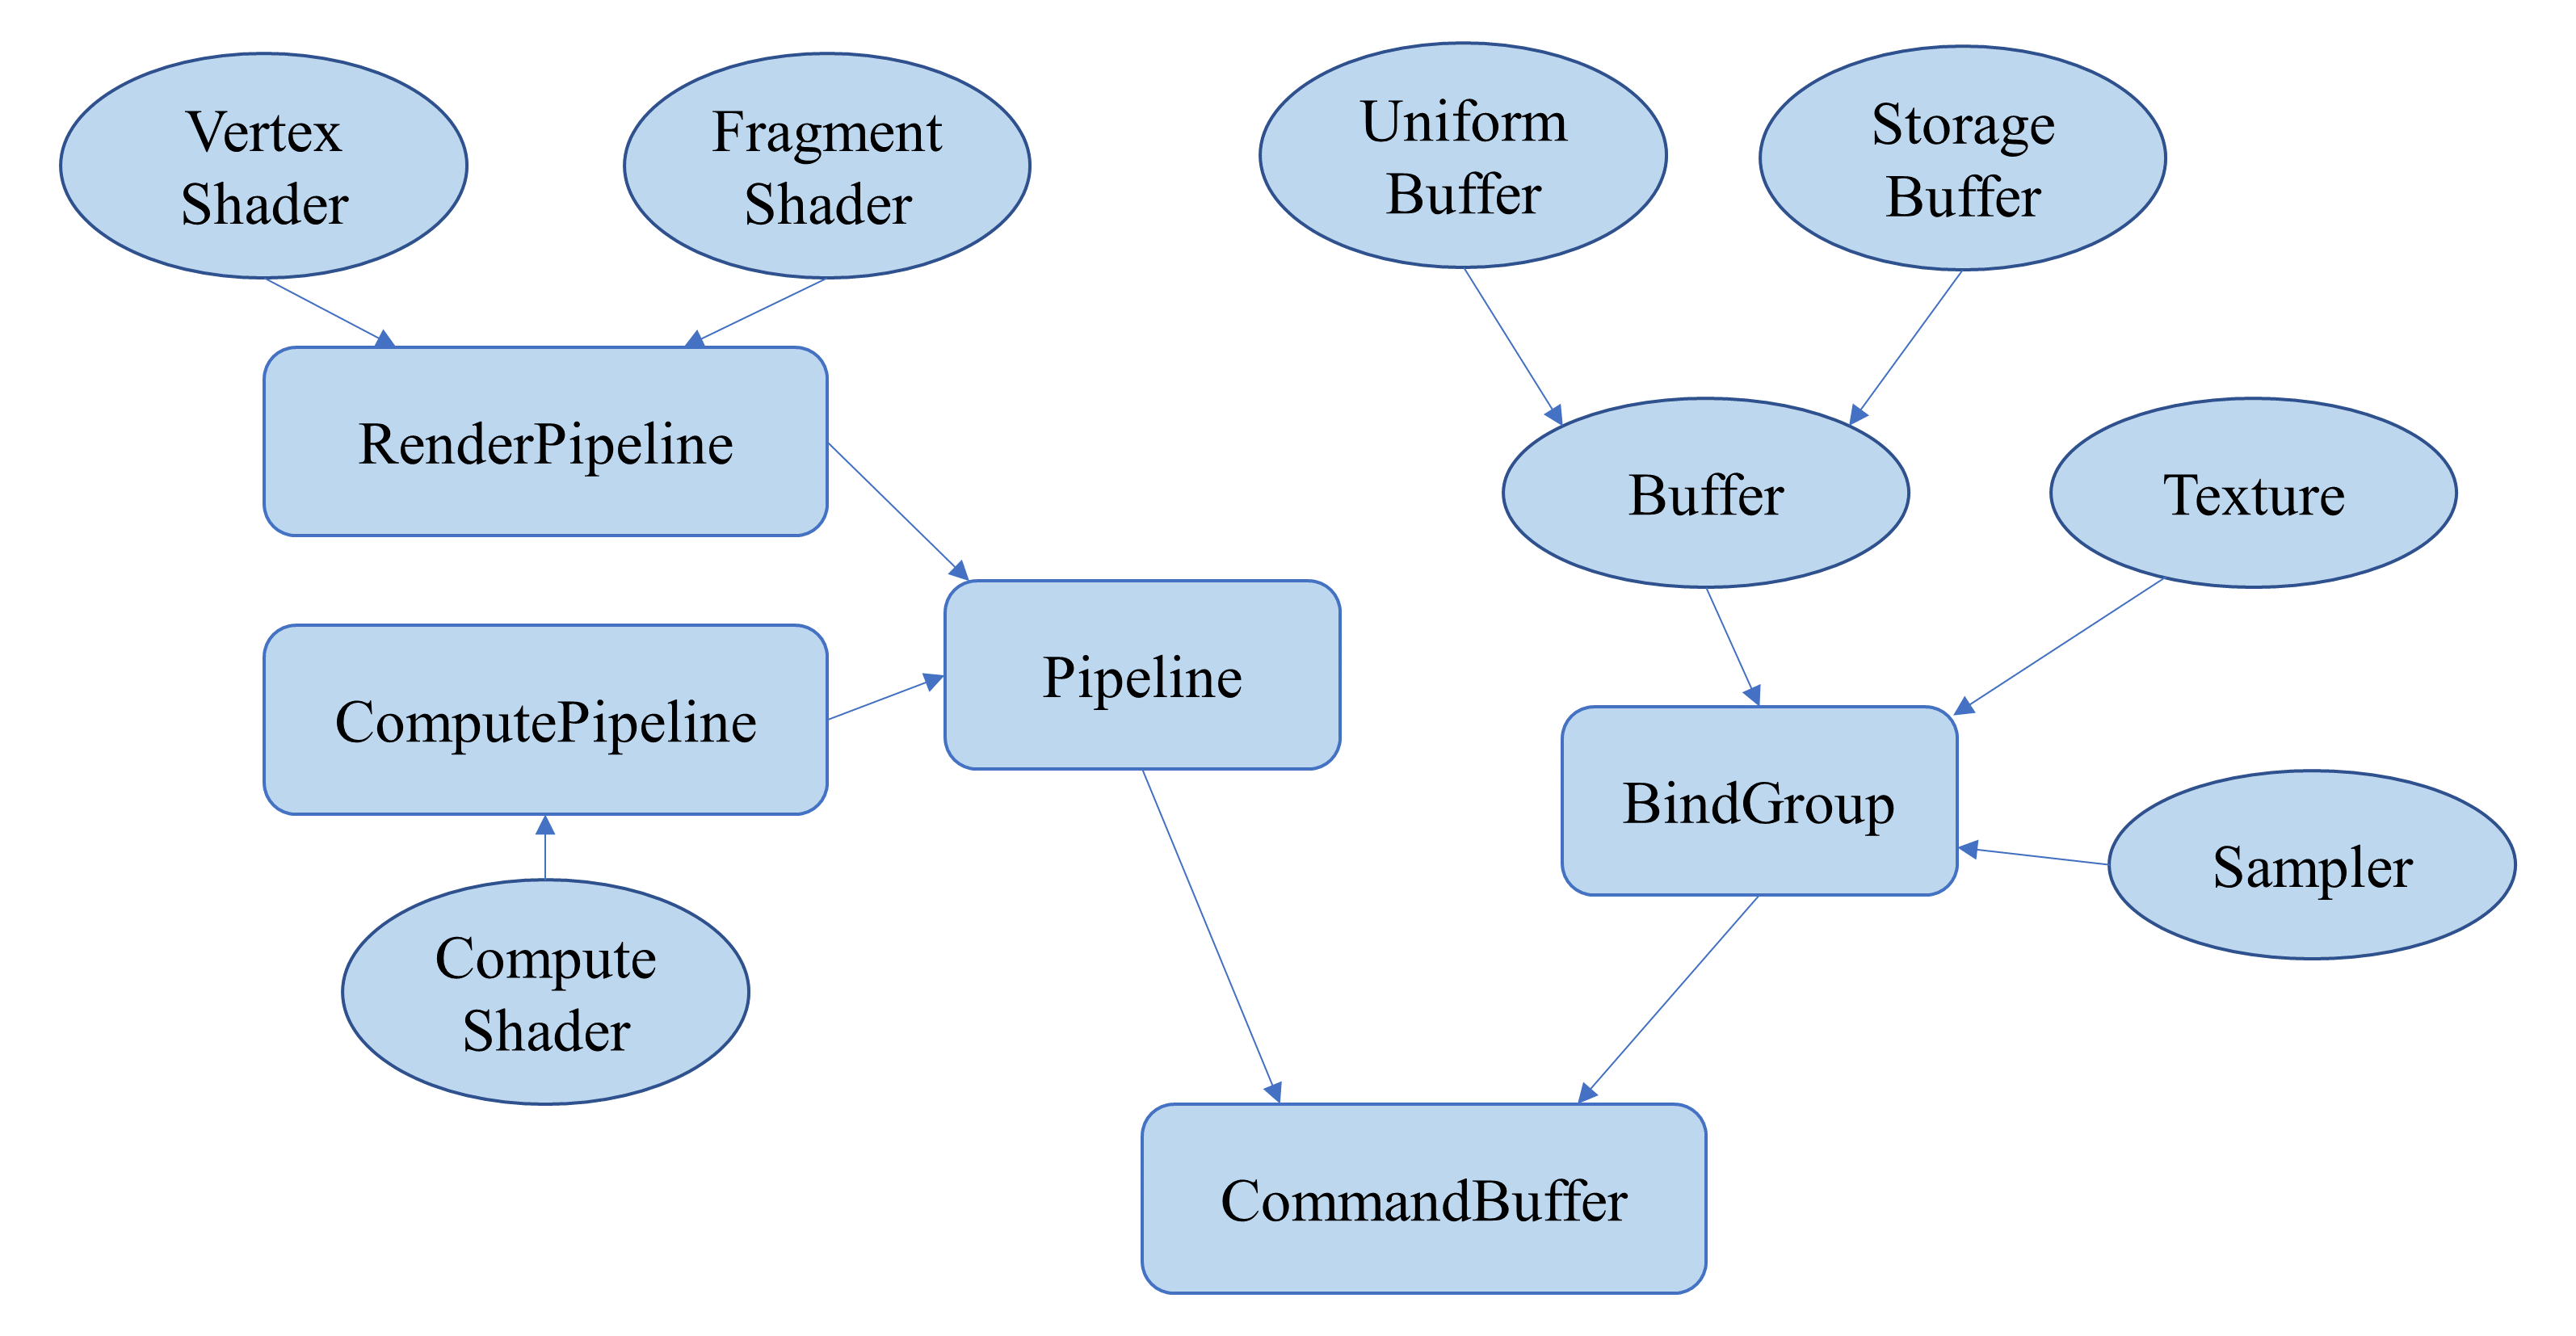 Vertex
Shader
Fragment
Shader
Uniform
Buffer
Storage
Buffer
RenderPipeline
Buffer
Texture
Pipeline
ComputePipeline
BindGroup
Sampler
Compute
Shader
CommandBuffer